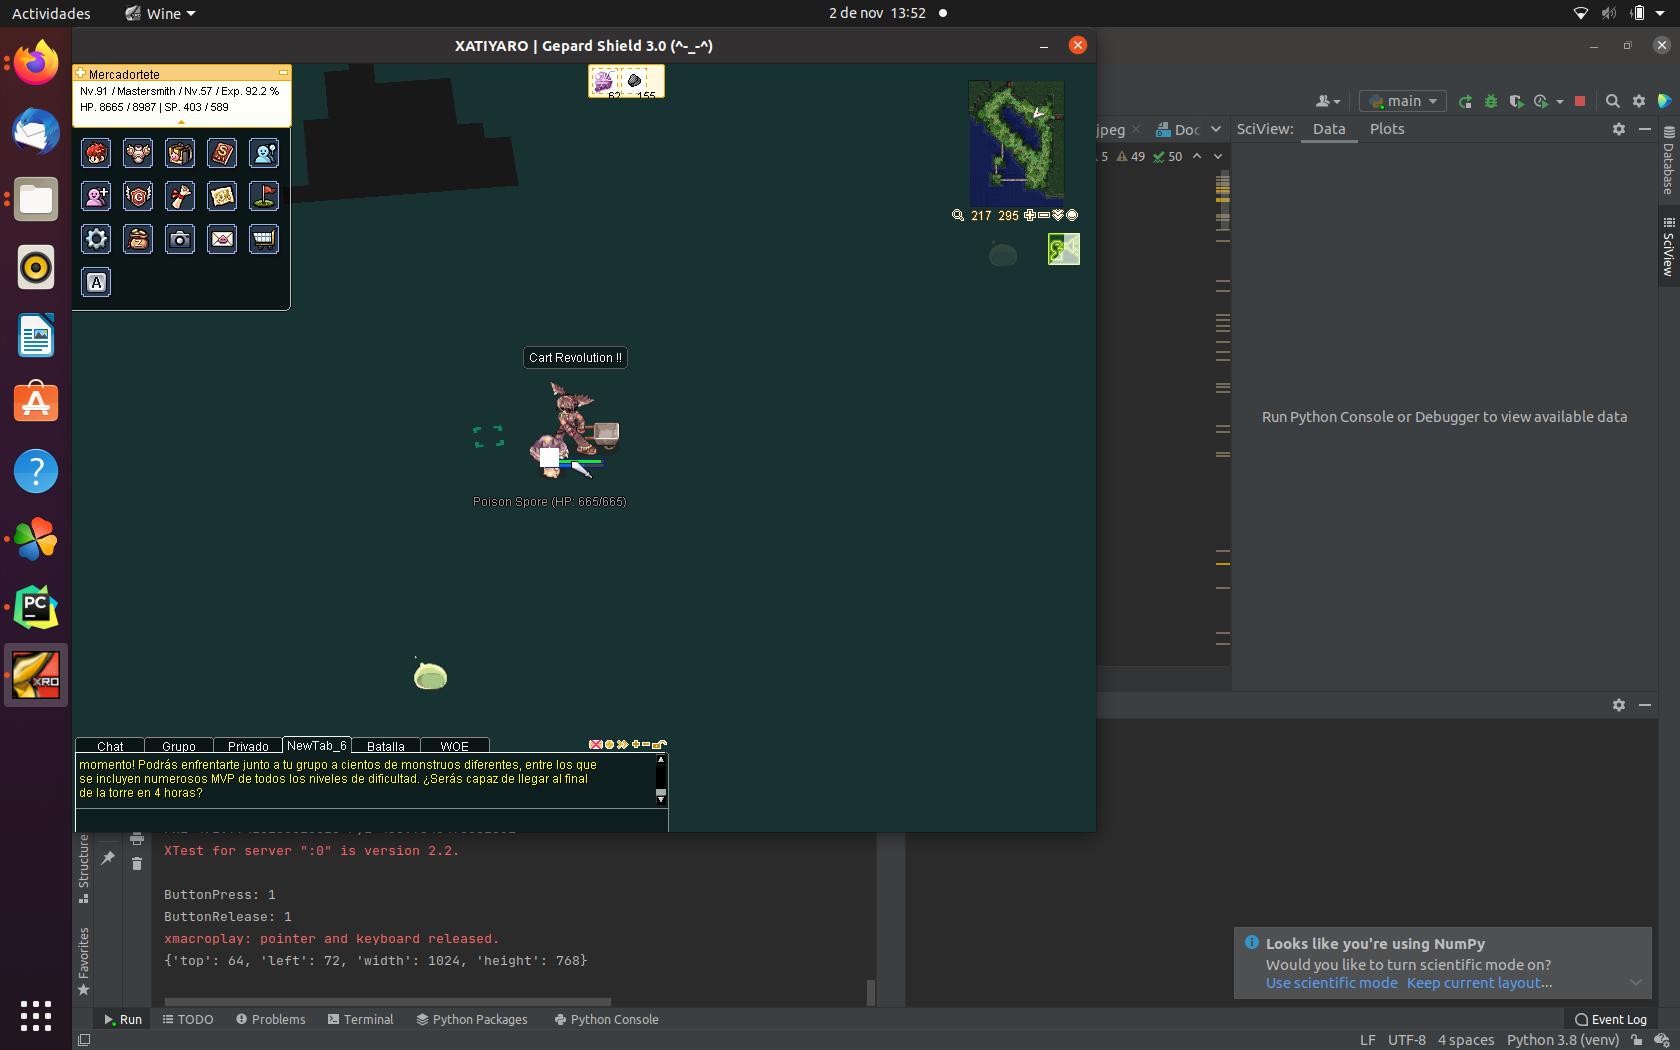 Actividades
Wine
2 de nov 13:52
XATIYARO | Gepard Shield 3.0 (^-_-^)
Mercadortete
Nv.91 / Mastersmith / Nv.57 / Exp. 92.2 %
HP. 8665 / 8987 | SP. 403 / 589
62 155
217 295
main
jpeg
Doc
SciView:
Data
Plots
5 49 50
Database
SciView
Cart Revolution !!
Poison Spore (HP: 665/665)
Run Python Console or Debugger to view available data
A
PC
XRO
Chat
Grupo
Privado
NewTab_6
Batalla
WOE
momento! Podrás enfrentarte junto a tu grupo a cientos de monstruos diferentes, entre los que
se incluyen numerosos MVP de todos los niveles de dificultad. ¿Serás capaz de llegar al final
de la torre en 4 horas?
Structure
Favorites
XTest for server ":0" is version 2.2.
ButtonPress: 1
ButtonRelease: 1
xmacroplay: pointer and keyboard released.
{'top': 64, 'left': 72, 'width': 1024, 'height': 768}
Looks like you're using NumPy
Would you like to turn scientific mode on?
Use scientific mode Keep current layout...
Run
TODO
Problems
Terminal
Python Packages
Python Console
Event Log
LF UTF-8 4 spaces Python 3.8 (venv)